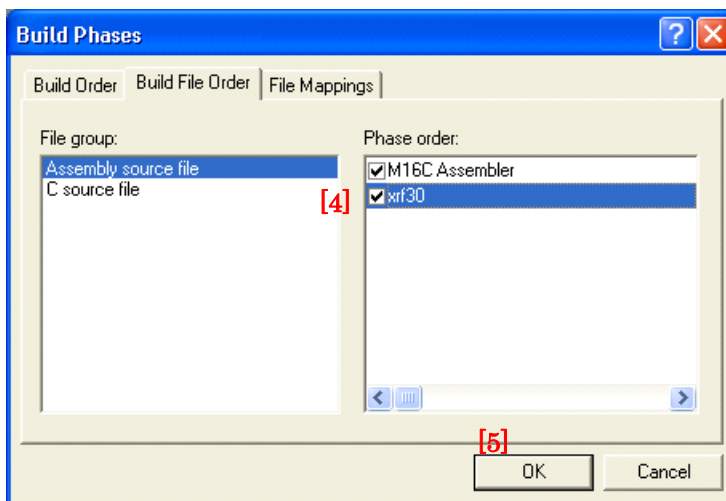 Build Phases
Build Order Build File Order File Mappings
File group: Phase order:
Assembly source file M16C Assembler
C source file [4] xrf30
[5]
OK Cancel